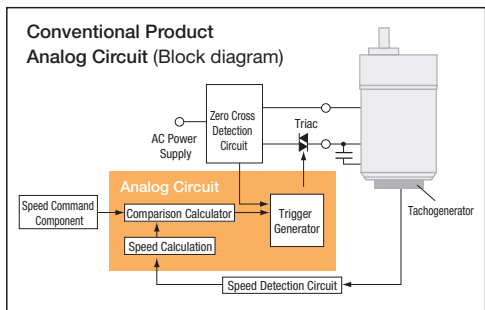 Conventional Product
Analog Circuit (Block diagram)
Zero Cross
Detection
Circuit
Triac
AC Power
Supply
Analog Circuit
Speed Command
Component
Comparison Calculator
Trigger
Generator
Tachogenerator
Speed Calculation
Speed Detection Circuit